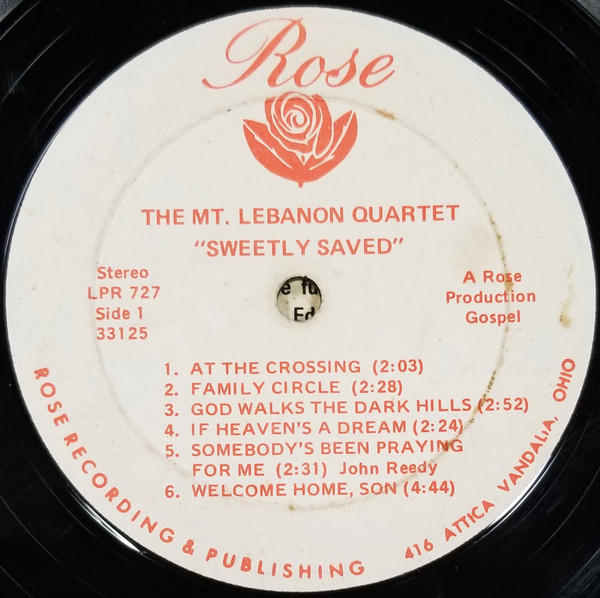 Rose
THE MT. LEBANON QUARTET
"SWEETLY SAVED"
Stereo
LPR 727
Side 1
33125
A Rose
Production
Gospel
1. AT THE CROSSING (2:03)
2. FAMILY CIRCLE (2:28)
3. GOD WALKS THE DARK HILLS (2:52)
4. IF HEAVEN'S A DREAM (2:24)
5. SOMEBODY'S BEEN PRAYING
FOR ME (2:31) John Reedy
6. WELCOME HOME, SON (4:44)
ROSE RECORDING & PUBLISHING
416 ATTICA VANDALIA, OHIO